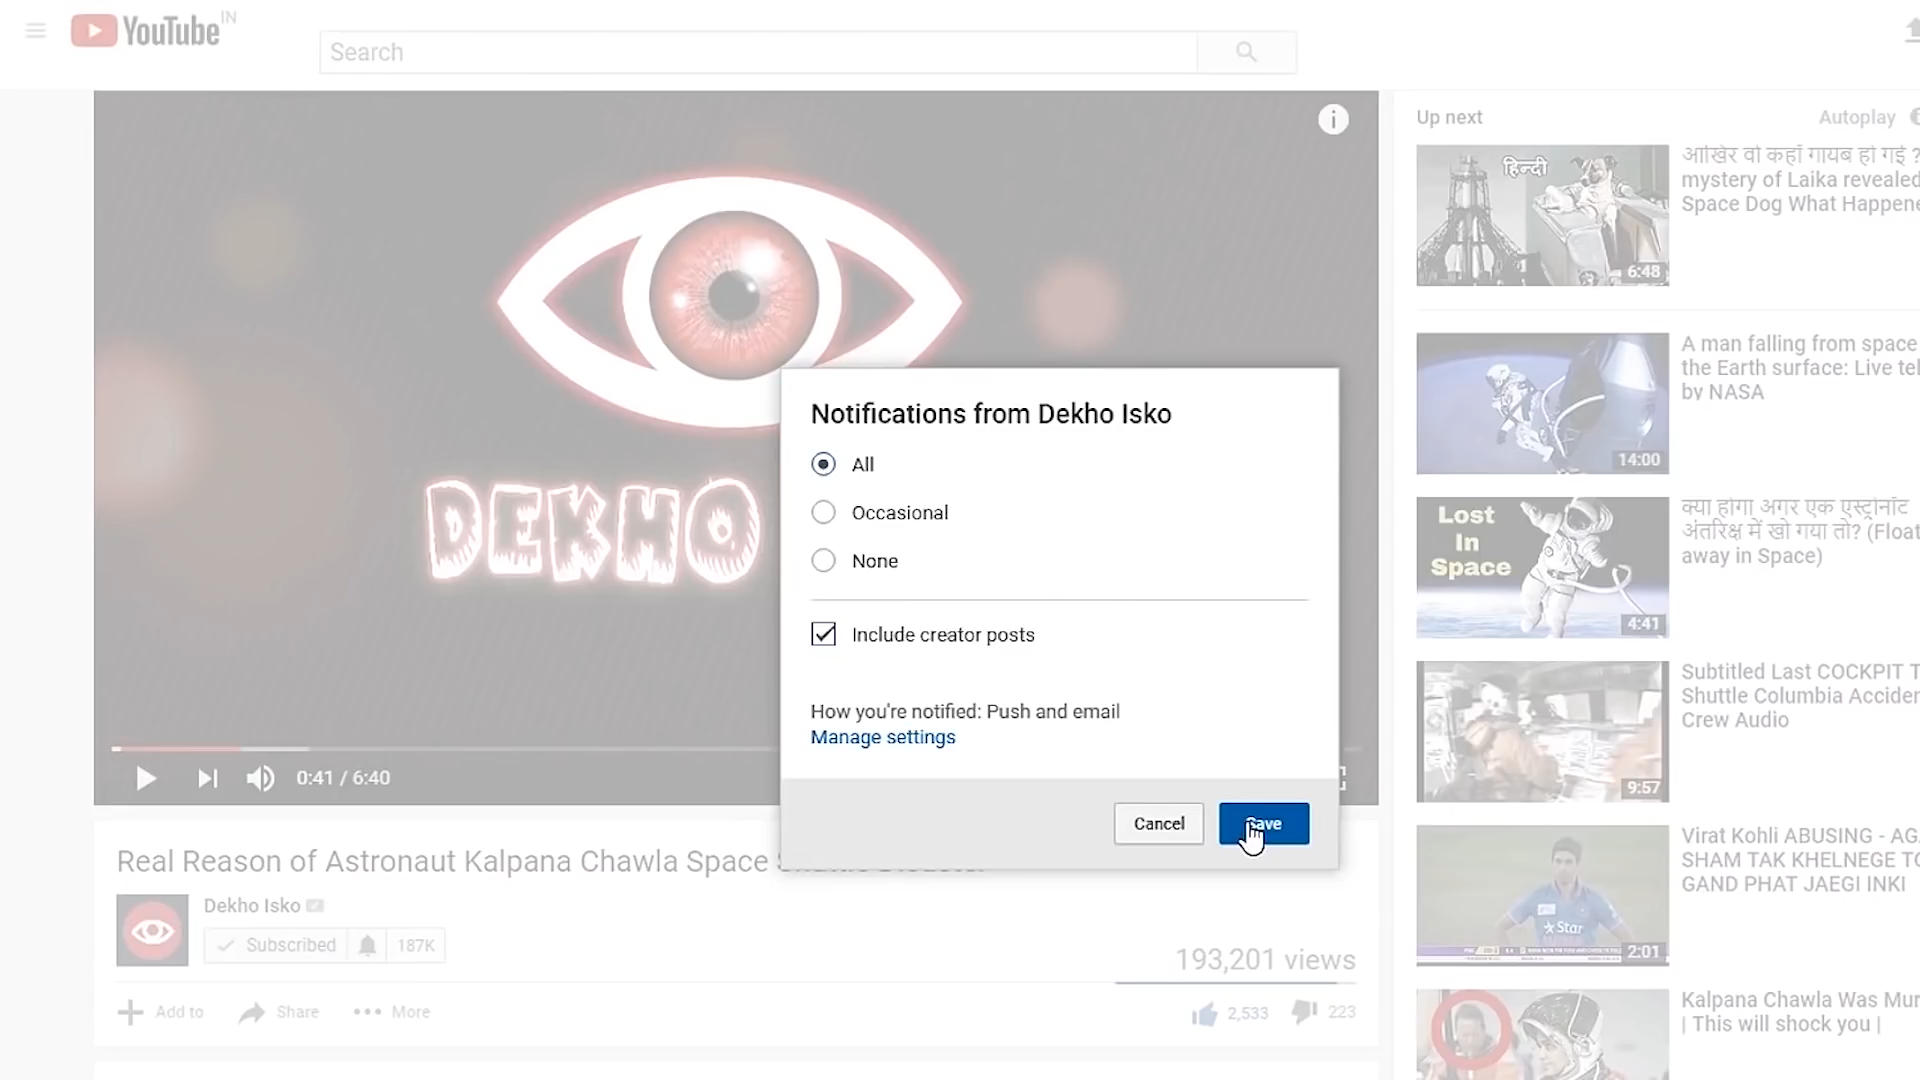 YouTube IN
Search
Up next
Autoplay
हिन्दी
6:48
आखिर वो कहाँ गायब हो गई ?
mystery of Laika revealed
Space Dog What Happene
14:00
A man falling from space
the Earth surface: Live tel
by NASA
Lost
In
Space
4:41
क्या होगा अगर एक एस्ट्रोनॉट
अंतरिक्ष में खो गया तो? (Float
away in Space)
9:57
Subtitled Last COCKPIT T
Shuttle Columbia Acciden
Crew Audio
Star
2:01
Virat Kohli ABUSING - AG
SHAM TAK KHELNEGE TO
GAND PHAT JAEGI INKI
Kalpana Chawla Was Mur
| This will shock you |
DEKHO
0:41 / 6:40
Notifications from Dekho Isko
All
Occasional
None
Include creator posts
How you're notified: Push and email
Manage settings
Cancel
Save
Real Reason of Astronaut Kalpana Chawla Space
Dekho Isko
Subscribed
187K
193,201 views
Add to
Share
More
2,533
223